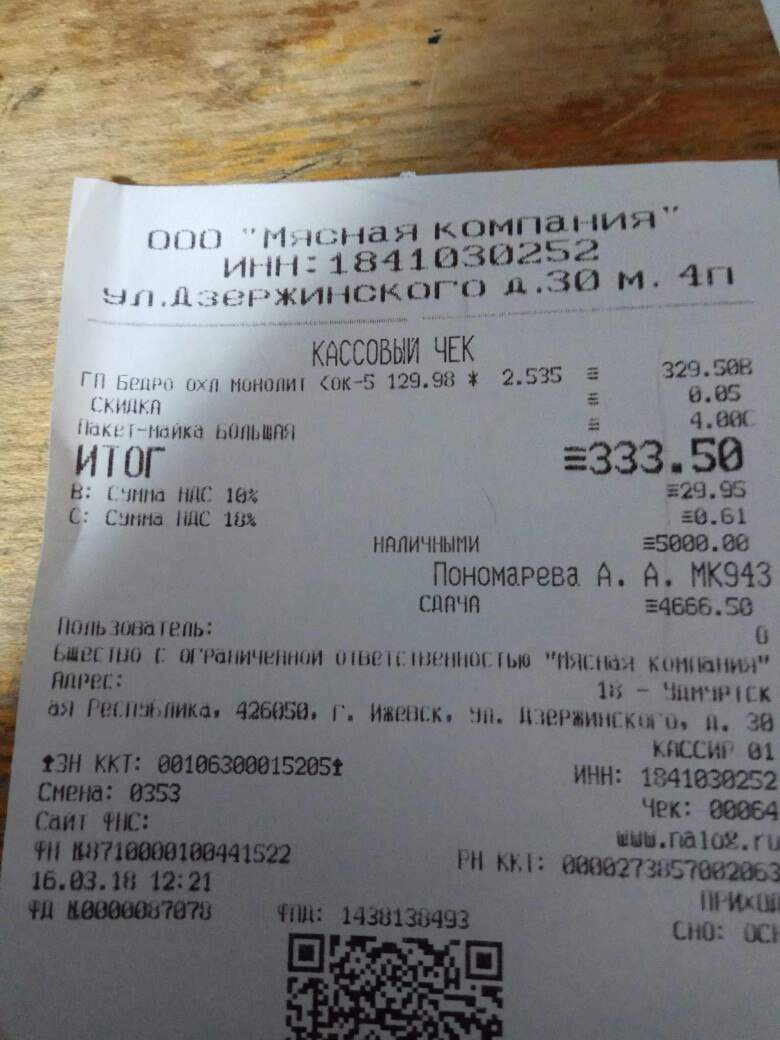 ООО "Мясная компания"
ИНН:1841030252
ул.Дзержинского д.30 м. 4п
КАССОВЫЙ ЧЕК
ГП Бедро охл монолит <ок-5 129.98 * 2.535 ≡ 329.50В
СКИДКА ≡ 0.05
Пакет-майка БОЛЬШАЯ ≡ 4.00С
ИТОГ ≡333.50
В: Сумма НДС 10% ≡29.95
С: Сумма НДС 18% ≡0.61
НАЛИЧНЫМИ ≡5000.00
Пономарева А. А. МК943
СДАЧА ≡4666.50
Пользователь: О
бщество с ограниченной ответственностью "Мясная компания"
Адрес: 18 - Удмуртск
ая Республика, 426050, г. Ижевск, ул. Дзержинского, д. 30
КАССИР 01
ЗН ККТ: 00106300015205
ИНН: 1841030252
Смена: 0353
Чек: 00064
Сайт ФНС:
www.nalog.ru
ФН №8710000100441522
РН ККТ: 0000273857002063
16.03.18 12:21
ПРИХОД
ФД №0000087078 ФПД: 1438138493
СНО: ОСН